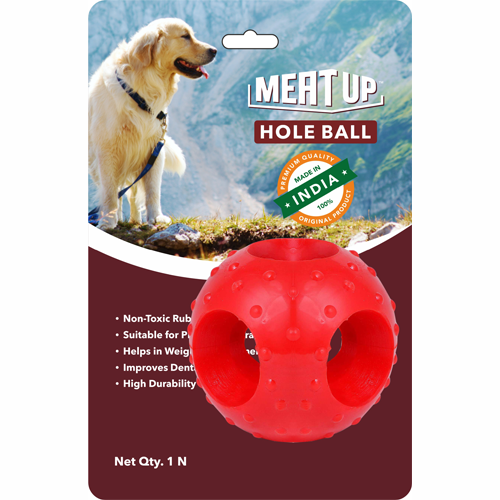 MEAT UP™
HOLE BALL
PREMIUM QUALITY
MADE IN
INDIA
100%
ORIGINAL PRODUCT
• Non-Toxic
• Suitable for
• Helps in
• Improves
• High Durability
Net Qty. 1 N